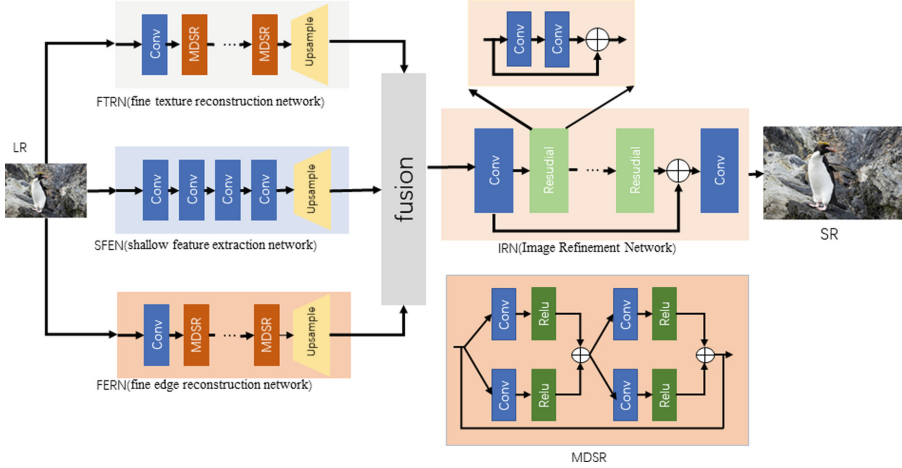 LR
Conv
MDSR
...
MDSR
Upsample
FTRN(fine texture reconstruction network)
Conv
Conv
Conv
Conv
Upsample
SFEN(shallow feature extraction network)
Conv
MDSR
...
MDSR
Upsample
FERN(fine edge reconstruction network)
fusion
Conv
Conv
Conv
Resudial
...
Resudial
Conv
IRN(Image Refinement Network)
SR
Conv
Relu
Conv
Relu
Conv
Relu
Conv
Relu
MDSR